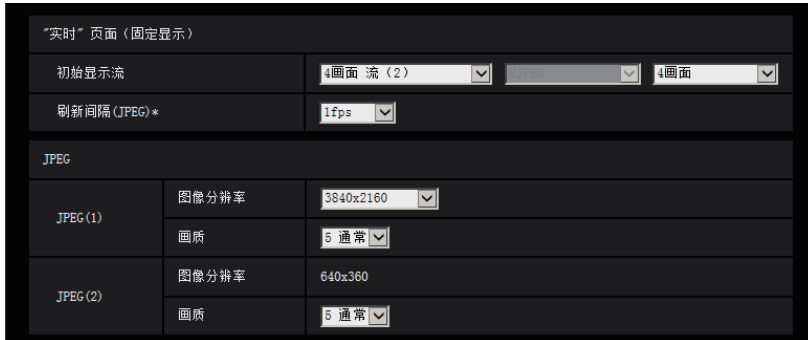 "实时" 页面（固定显示）
初始显示流 4画面 流（2） MJPEG 4画面
刷新间隔(JPEG)* 1fps
JPEG
JPEG(1) 图像分辨率 3840x2160
画质 5 通常
JPEG(2) 图像分辨率 640x360
画质 5 通常